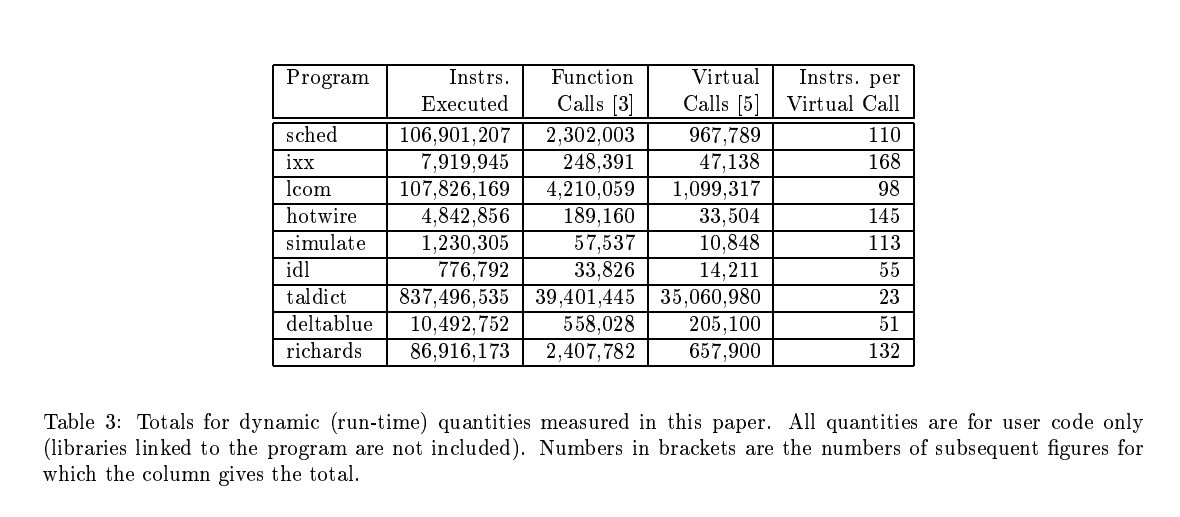 Program Instrs. Function Virtual Instrs. per
Executed Calls [3] Calls [5] Virtual Call
sched 106,901,207 2,302,003 967,789 110
ixx 7,919,945 248,391 47,138 168
lcom 107,826,169 4,210,059 1,099,317 98
hotwire 4,842,856 189,160 33,504 145
simulate 1,230,305 57,537 10,848 113
idl 776,792 33,826 14,211 55
taldict 837,496,535 39,401,445 35,060,980 23
deltablue 10,492,752 558,028 205,100 51
richards 86,916,173 2,407,782 657,900 132
Table 3: Totals for dynamic (run-time) quantities measured in this paper. All quantities are for user code only
(libraries linked to the program are not included). Numbers in brackets are the numbers of subsequent figures for
which the column gives the total.